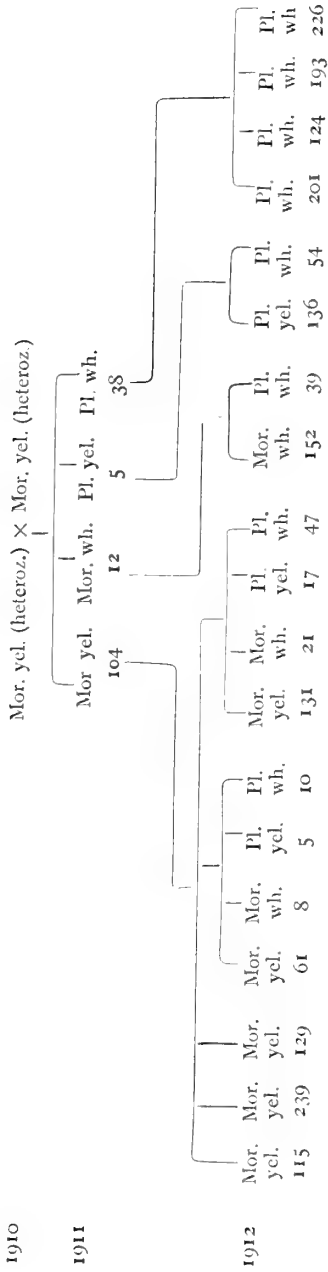 1910 Mor. yel. (heteroz.) × Mor. yel. (heteroz.)
1911 Mor yel. Mor. wh. Pl. yel. Pl. wh.
104 12 5 38
1912 Mor. Mor. Mor. Mor. Mor. Pl. Pl. Mor. Mor. Pl. Pl. Mor. Pl. Pl. Pl. Pl. Pl. Pl. Pl.
yel. yel. yel. yel. wh. yel. wh. yel. wh. yel. wh. wh. wh. yel. wh. wh. wh. wh. wh
115 239 129 61 8 5 10 131 21 17 47 152 39 136 54 201 124 193 226